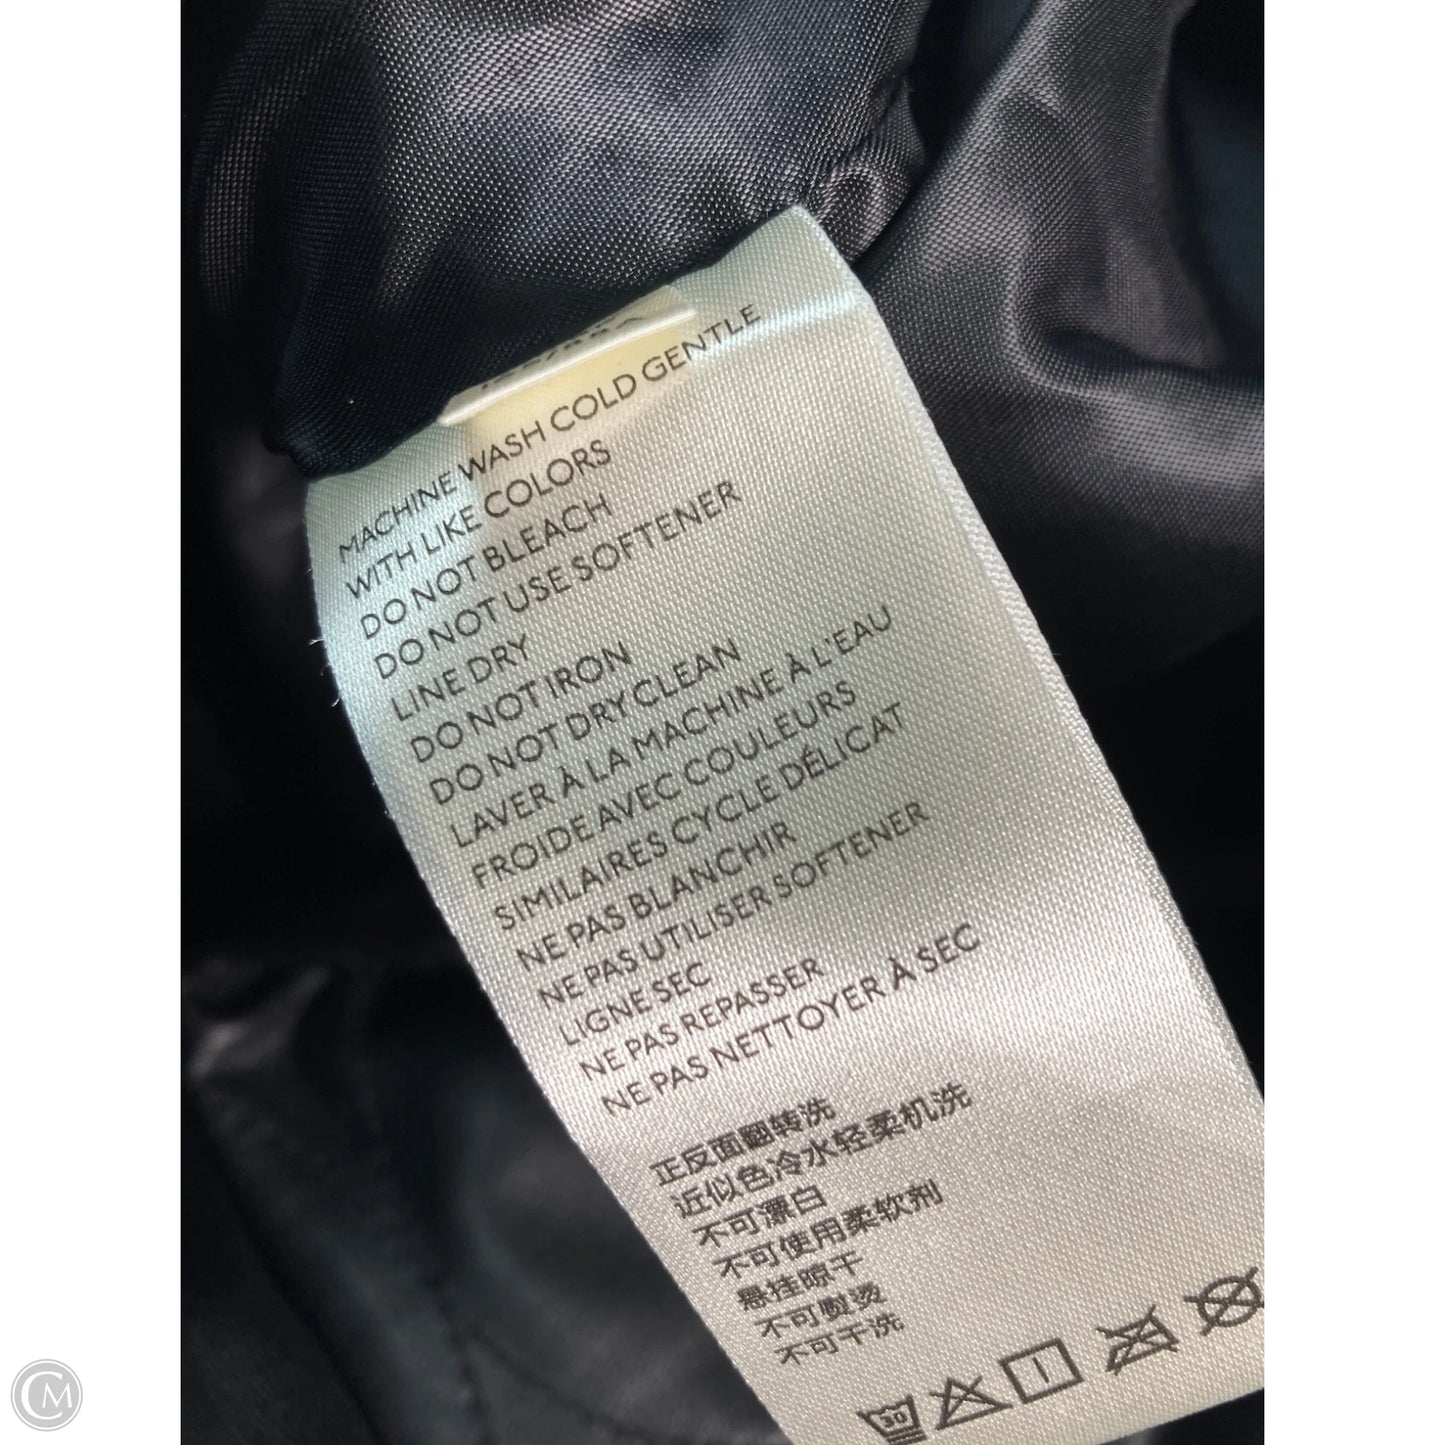 MACHINE WASH COLD GENTLE
WITH LIKE COLORS
DO NOT BLEACH
DO NOT USE SOFTENER
LINE DRY
DO NOT IRON
DO NOT DRY CLEAN
LAVER À LA MACHINE À L'EAU
FROIDE AVEC COULEURS
SIMILAIRES CYCLE DÉLICAT
NE PAS BLANCHIR
NE PAS UTILISER SOFTENER
LIGNE SEC
NE PAS REPASSER
NE PAS NETTOYER À SEC
正反面翻转洗
近似色冷水轻柔机洗
不可漂白
不可使用柔软剂
悬挂晾干
不可熨烫
不可干洗
30
CM